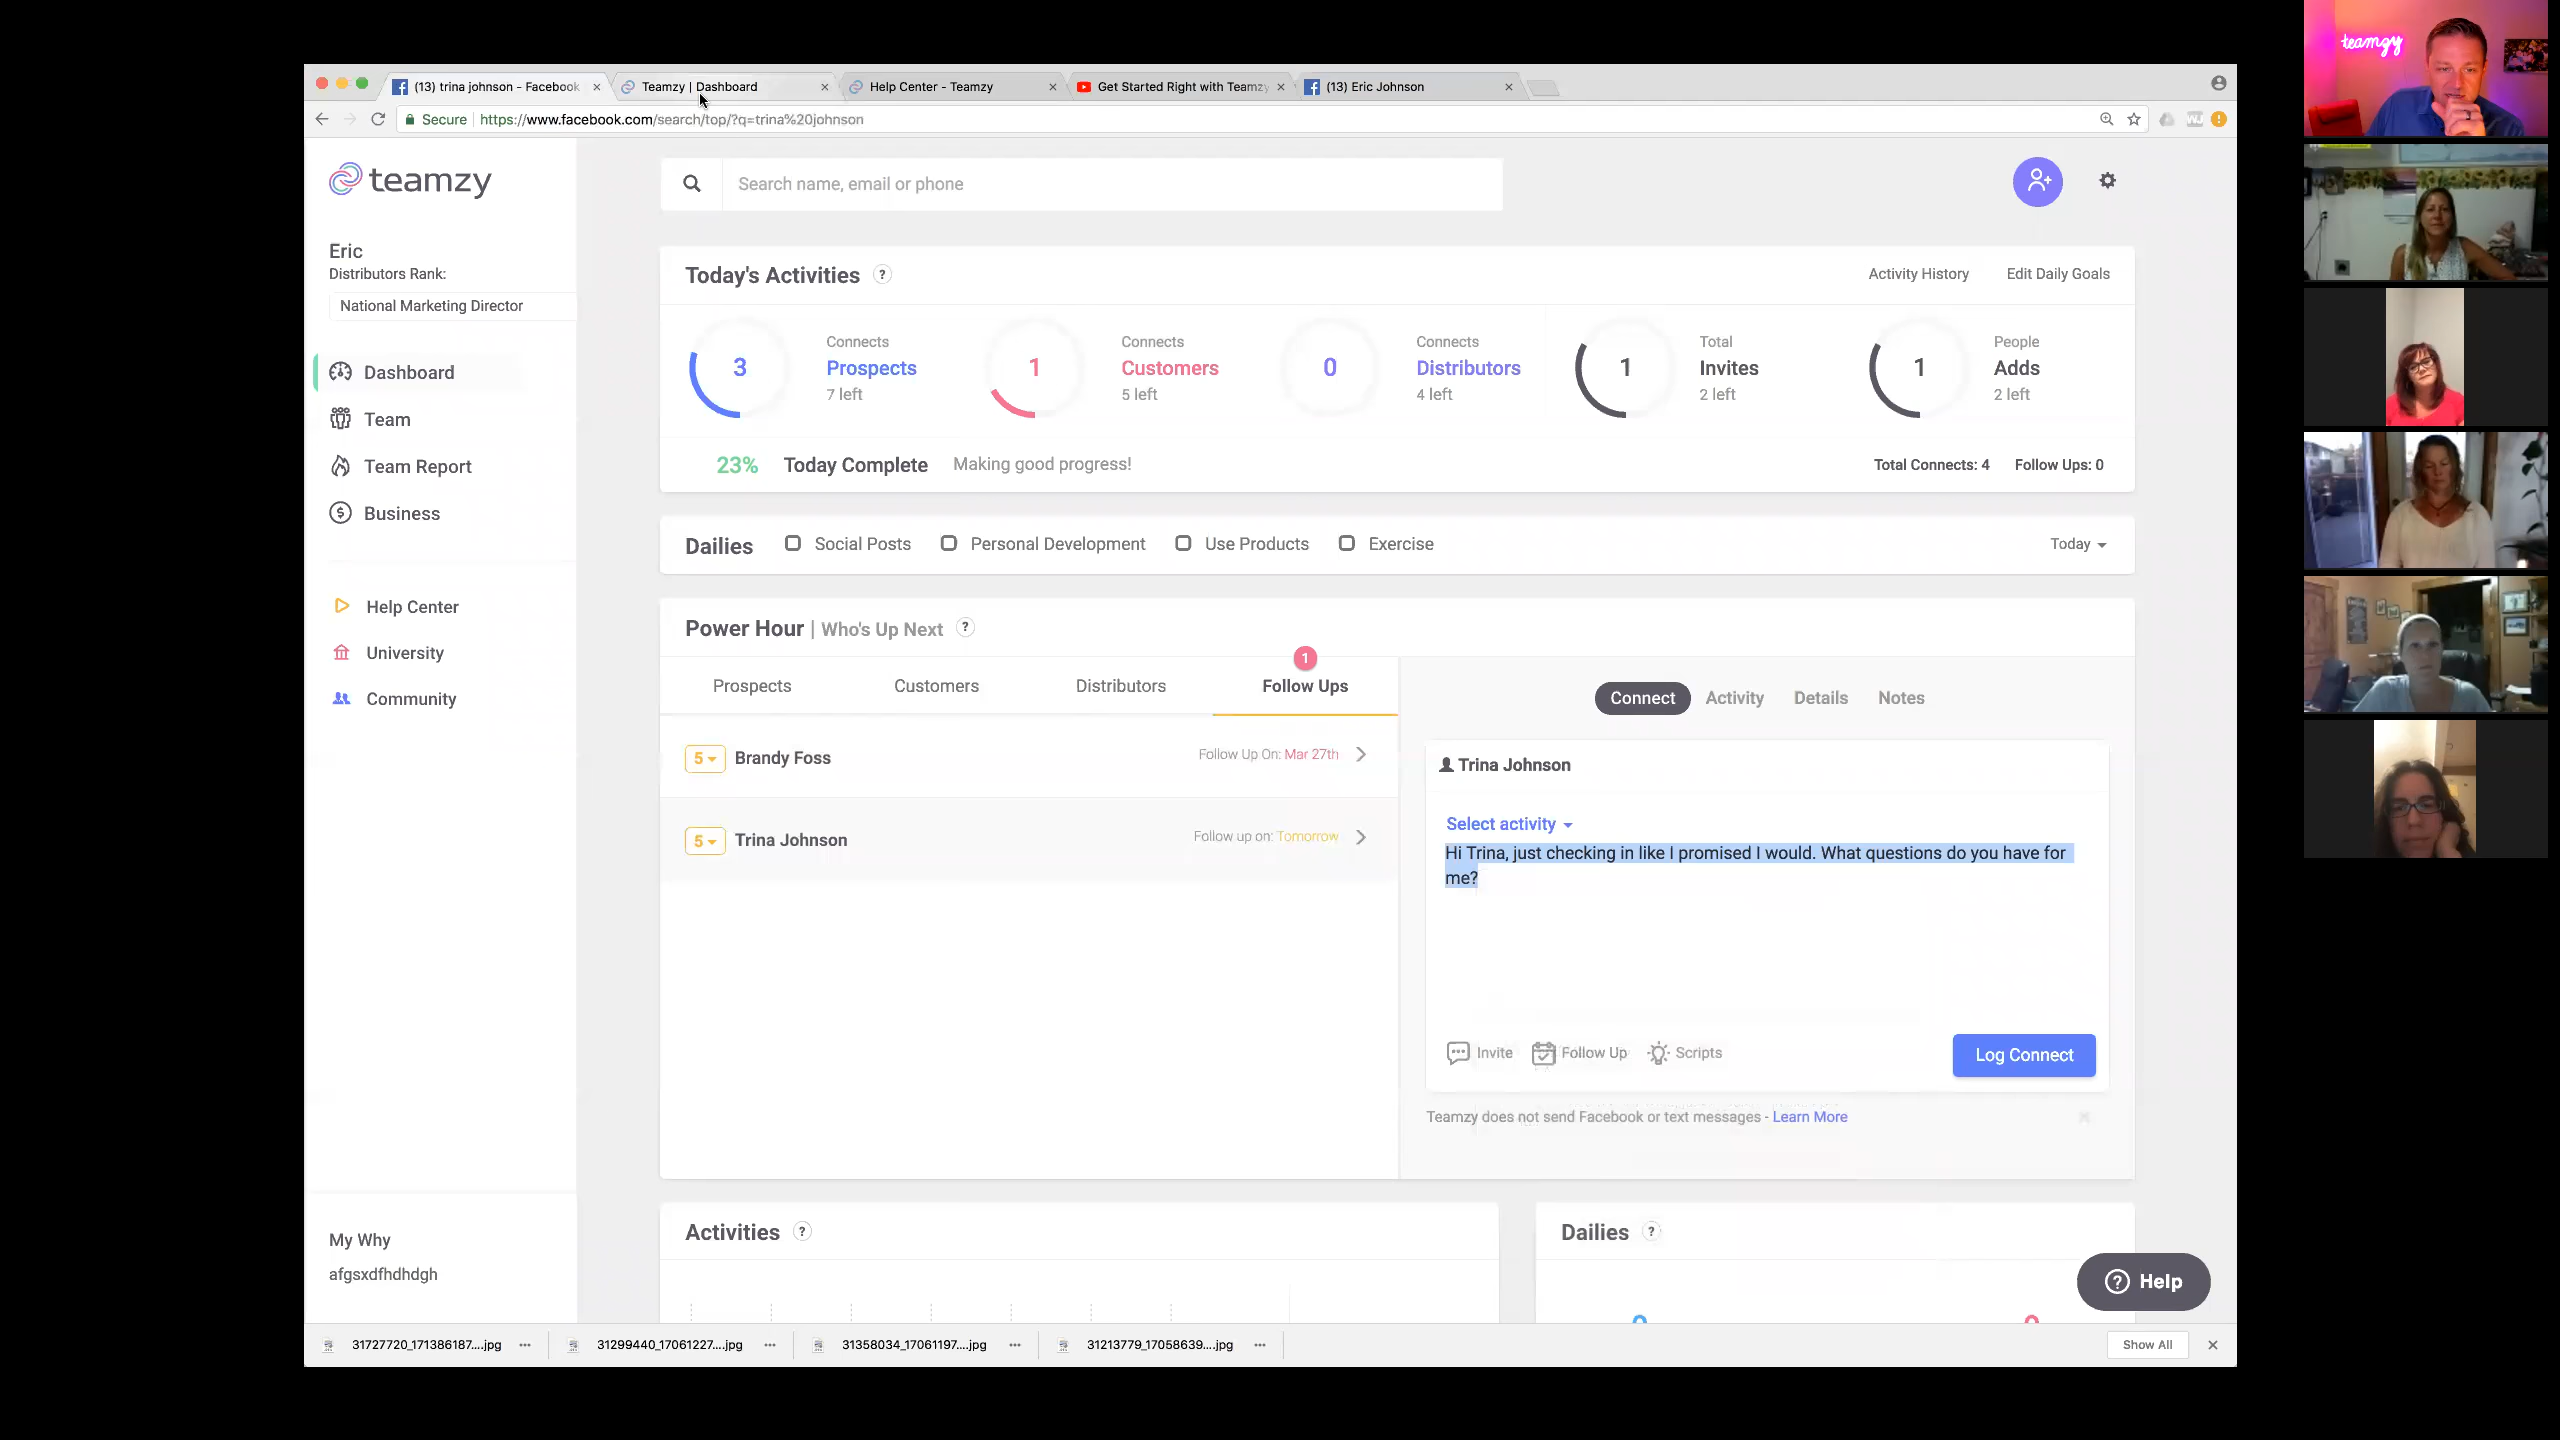 (13) trina johnson - Facebook
Teamzy | Dashboard
Help Center - Teamzy
Get Started Right with Teamzy
(13) Eric Johnson
Secure
https://www.facebook.com/search/top/?q=trina%20johnson
teamzy
teamzy
Search name, email or phone
Eric
Distributors Rank:
National Marketing Director
Dashboard
Team
Team Report
Business
Help Center
University
Community
My Why
afgsxdfhdhdgh
Today's Activities ?
Activity History
Edit Daily Goals
3
Connects
Prospects
7 left
1
Connects
Customers
5 left
0
Connects
Distributors
4 left
1
Total
Invites
2 left
1
People
Adds
2 left
23% Today Complete Making good progress!
Total Connects: 4 Follow Ups: 0
Dailies
Social Posts
Personal Development
Use Products
Exercise
Today
Power Hour | Who's Up Next ?
Prospects
Customers
Distributors
1
Follow Ups
5 Brandy Foss
Follow Up On: Mar 27th
5 Trina Johnson
Follow up on: Tomorrow
Connect
Activity
Details
Notes
Trina Johnson
Select activity
Hi Trina, just checking in like I promised I would. What questions do you have for
me?
Invite
Follow Up
Scripts
Log Connect
Teamzy does not send Facebook or text messages - Learn More
Activities ?
Dailies ?
? Help
31727720_171386187....jpg
31299440_17061227....jpg
31358034_17061197....jpg
31213779_17058639....jpg
Show All